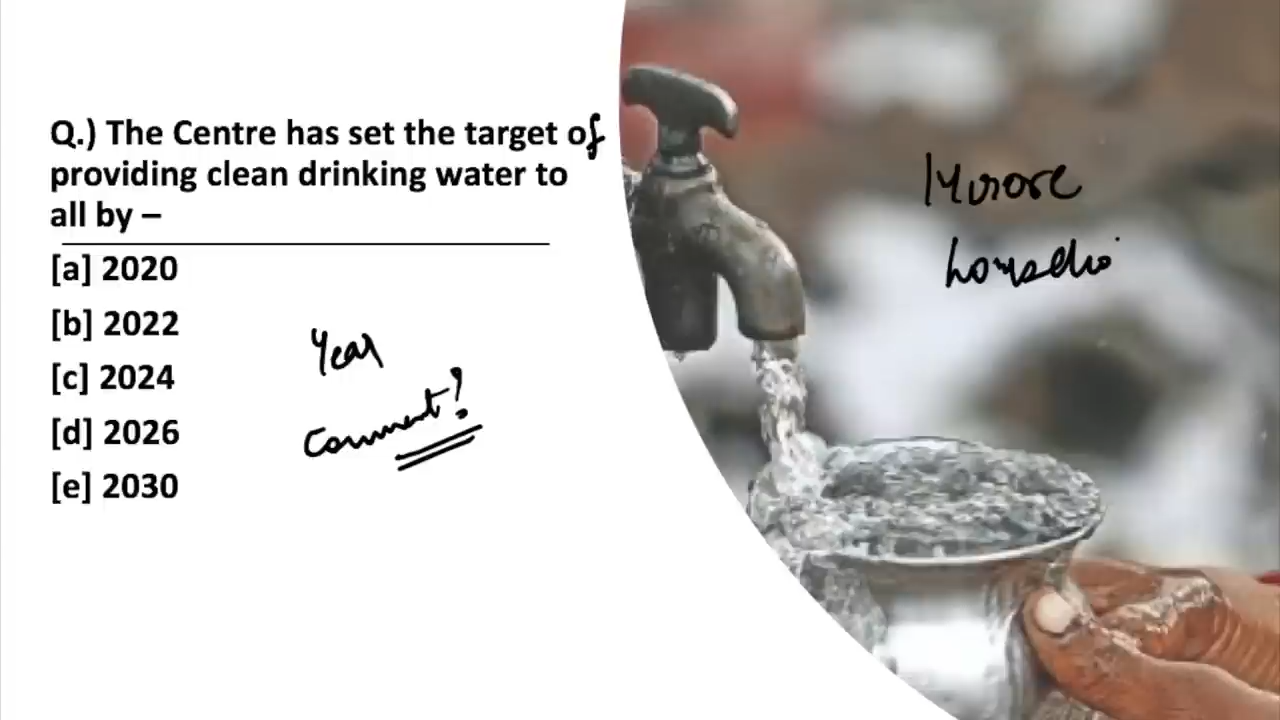 Q.) The Centre has set the target of
providing clean drinking water to
all by –
[a] 2020
[b] 2022
[c] 2024
[d] 2026
[e] 2030
Year
Comment?